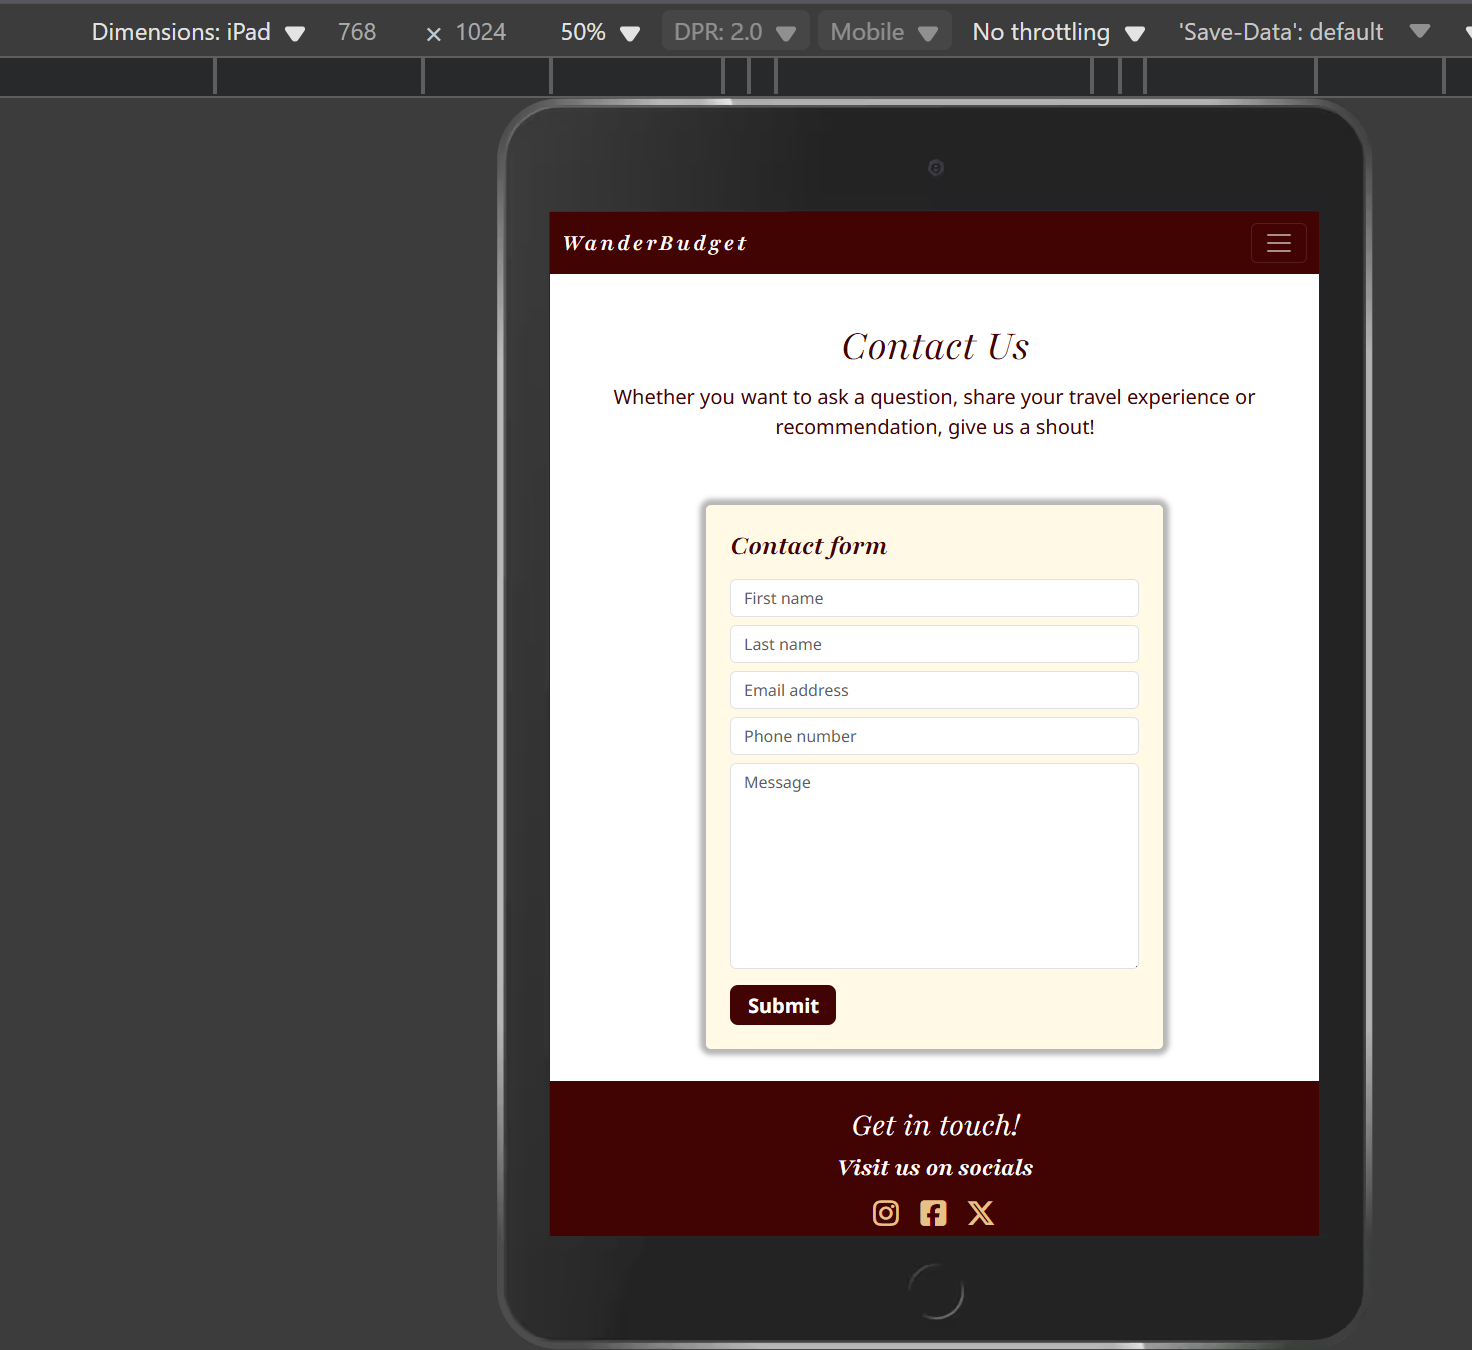 Dimensions: iPad 768 × 1024 50% DPR: 2.0 Mobile No throttling 'Save-Data': default
WanderBudget
Contact Us
Whether you want to ask a question, share your travel experience or
recommendation, give us a shout!
Contact form
First name
Last name
Email address
Phone number
Message
Submit
Get in touch!
Visit us on socials